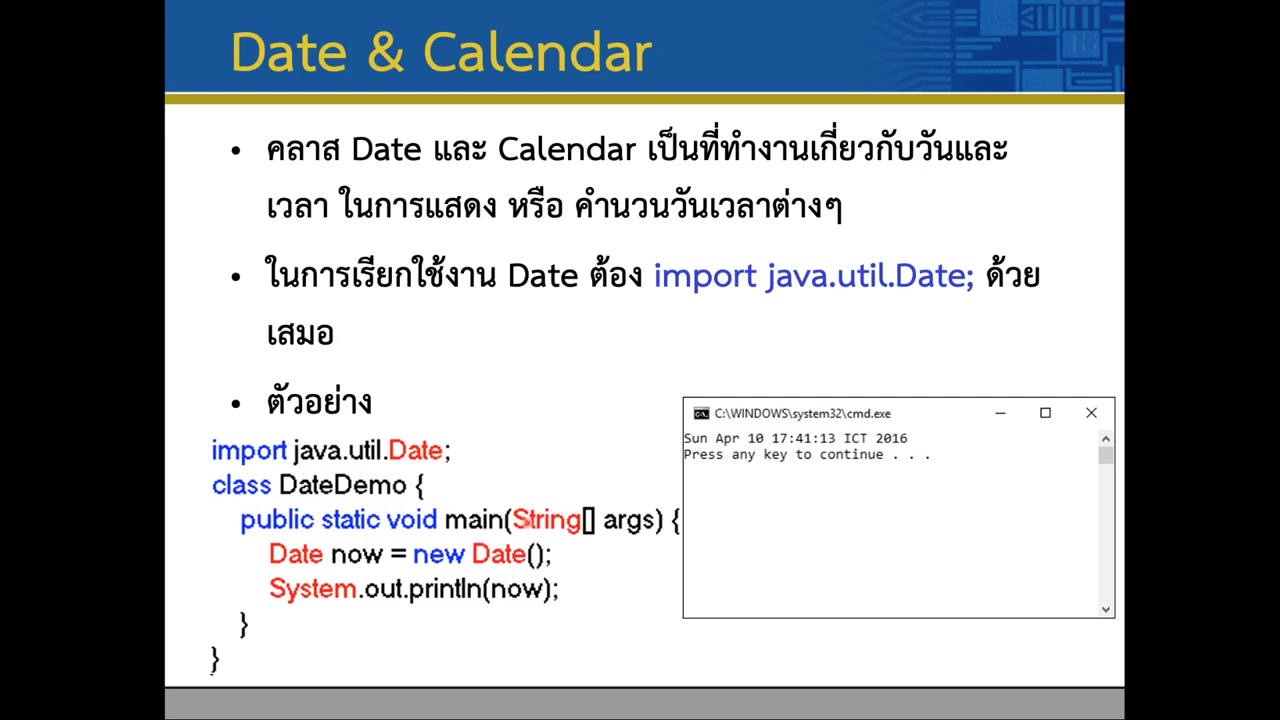 Date & Calendar
• คลาส Date และ Calendar เป็นที่ทำงานเกี่ยวกับวันและ
เวลา ในการแสดง หรือ คำนวนวันเวลาต่างๆ
• ในการเรียกใช้งาน Date ต้อง import java.util.Date; ด้วย
เสมอ
• ตัวอย่าง
import java.util.Date;
class DateDemo {
public static void main(String[] args) {
Date now = new Date();
System.out.println(now);
}
}
C:\WINDOWS\system32\cmd.exe
Sun Apr 10 17:41:13 ICT 2016
Press any key to continue . . .